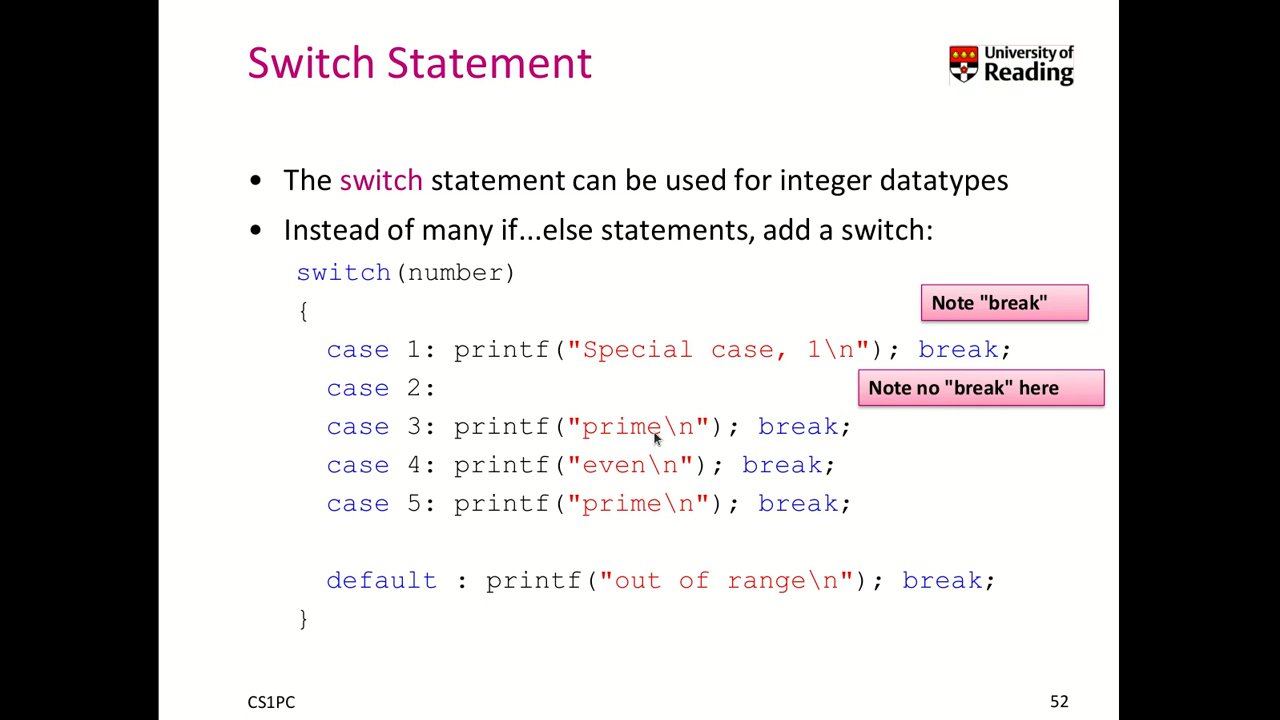 Switch Statement
University of
Reading
• The switch statement can be used for integer datatypes
• Instead of many if...else statements, add a switch:
switch(number)
{
Note "break"
case 1: printf("Special case, 1\n"); break;
case 2:
Note no "break" here
case 3: printf("prime\n"); break;
case 4: printf("even\n"); break;
case 5: printf("prime\n"); break;
default : printf("out of range\n"); break;
}
CS1PC
52